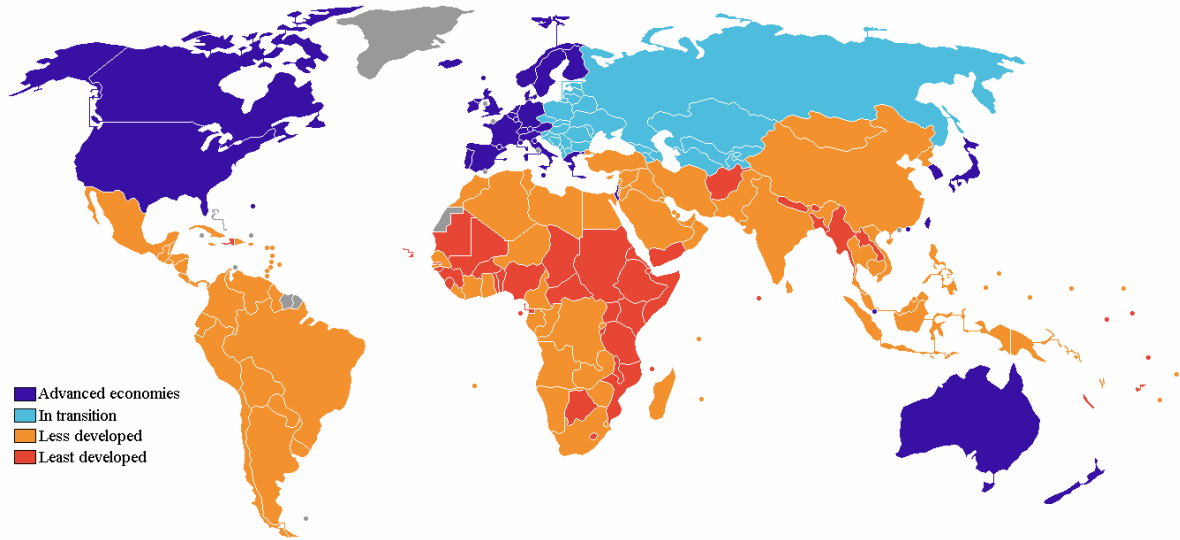 Advanced economies
In transition
Less developed
Least developed